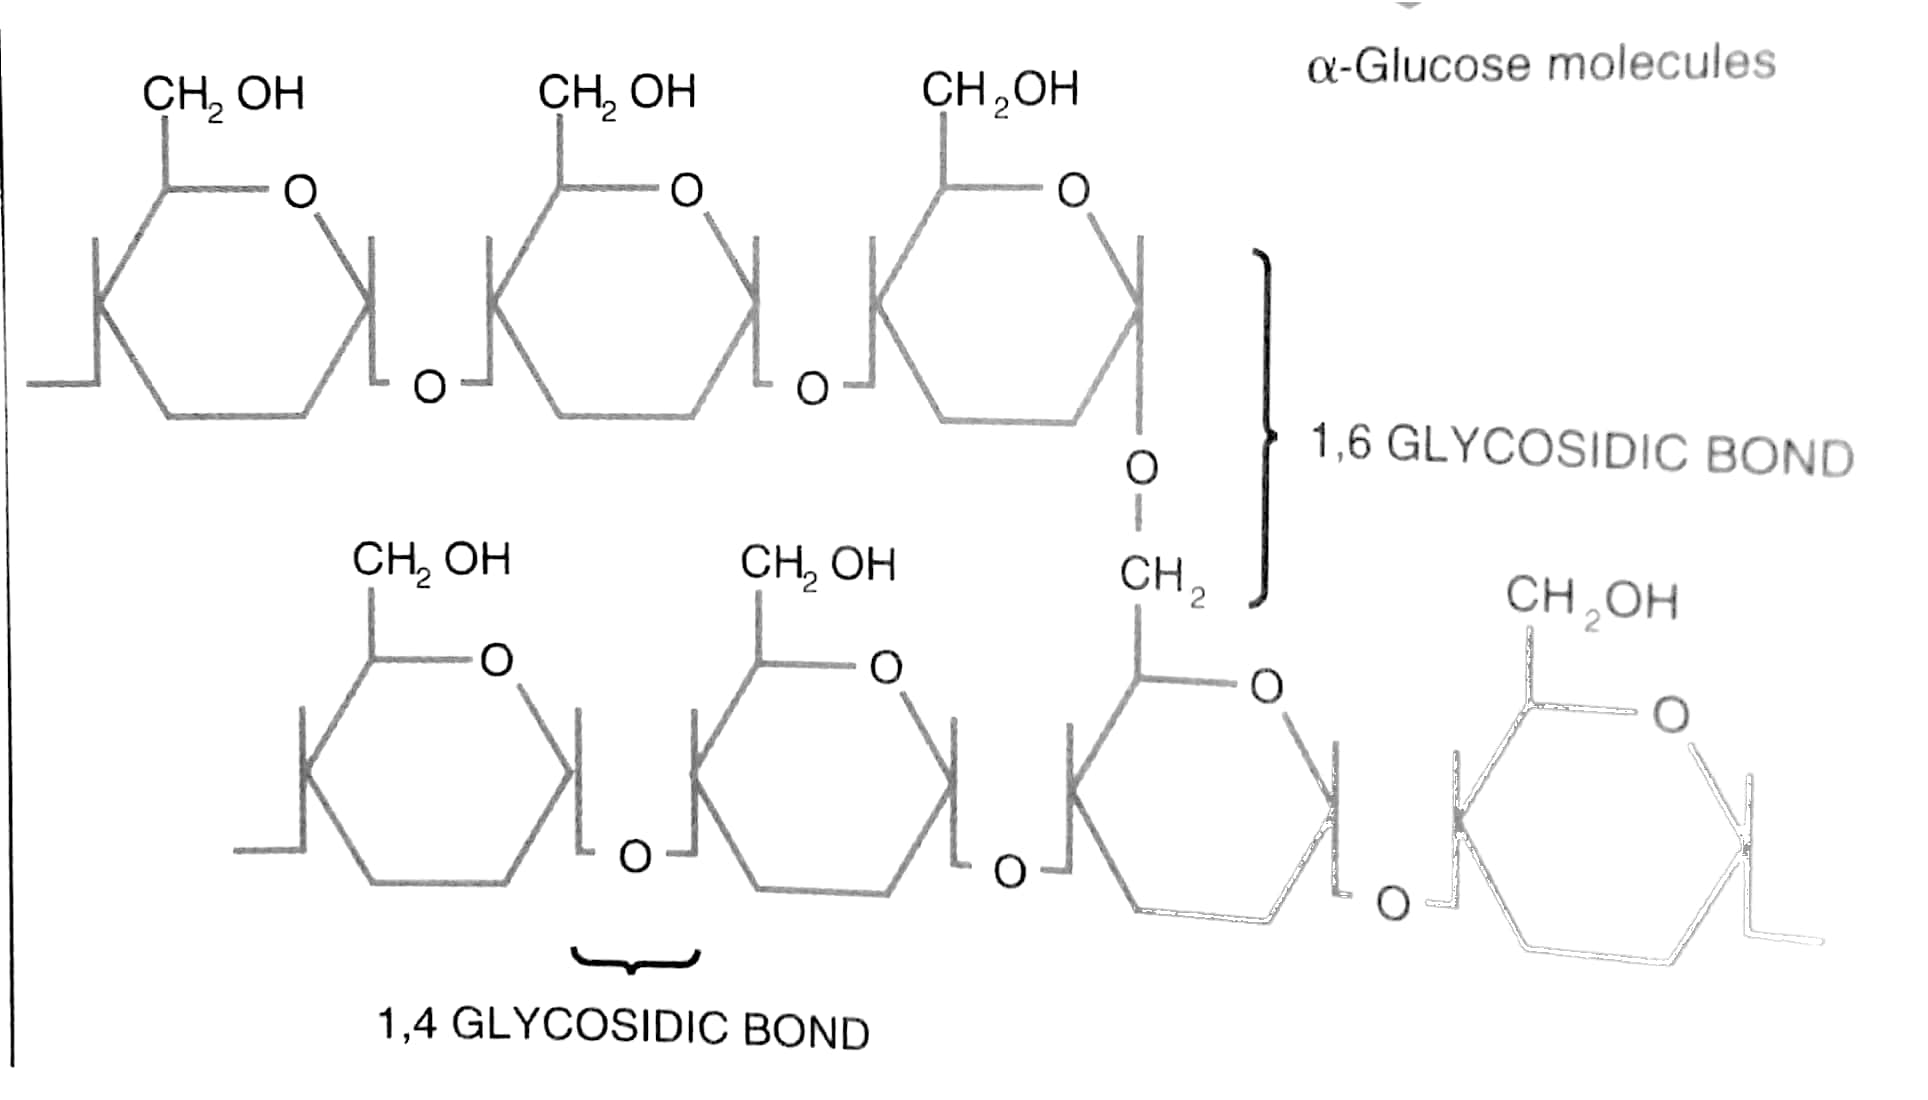 α-Glucose molecules
CH₂ OH CH₂ OH CH₂OH
O O O
O O
1,6 GLYCOSIDIC BOND
O
CH₂ OH CH₂ OH CH₂ CH₂OH
O O O O
O O O
1,4 GLYCOSIDIC BOND